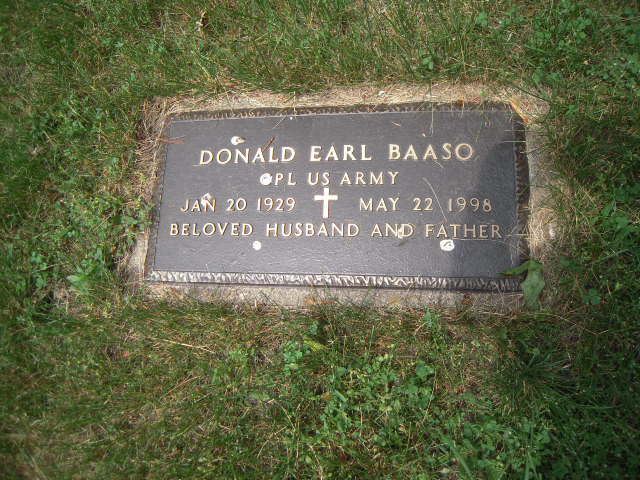 DONALD EARL BAASO
CPL US ARMY
JAN 20 1929 MAY 22 1998
BELOVED HUSBAND AND FATHER